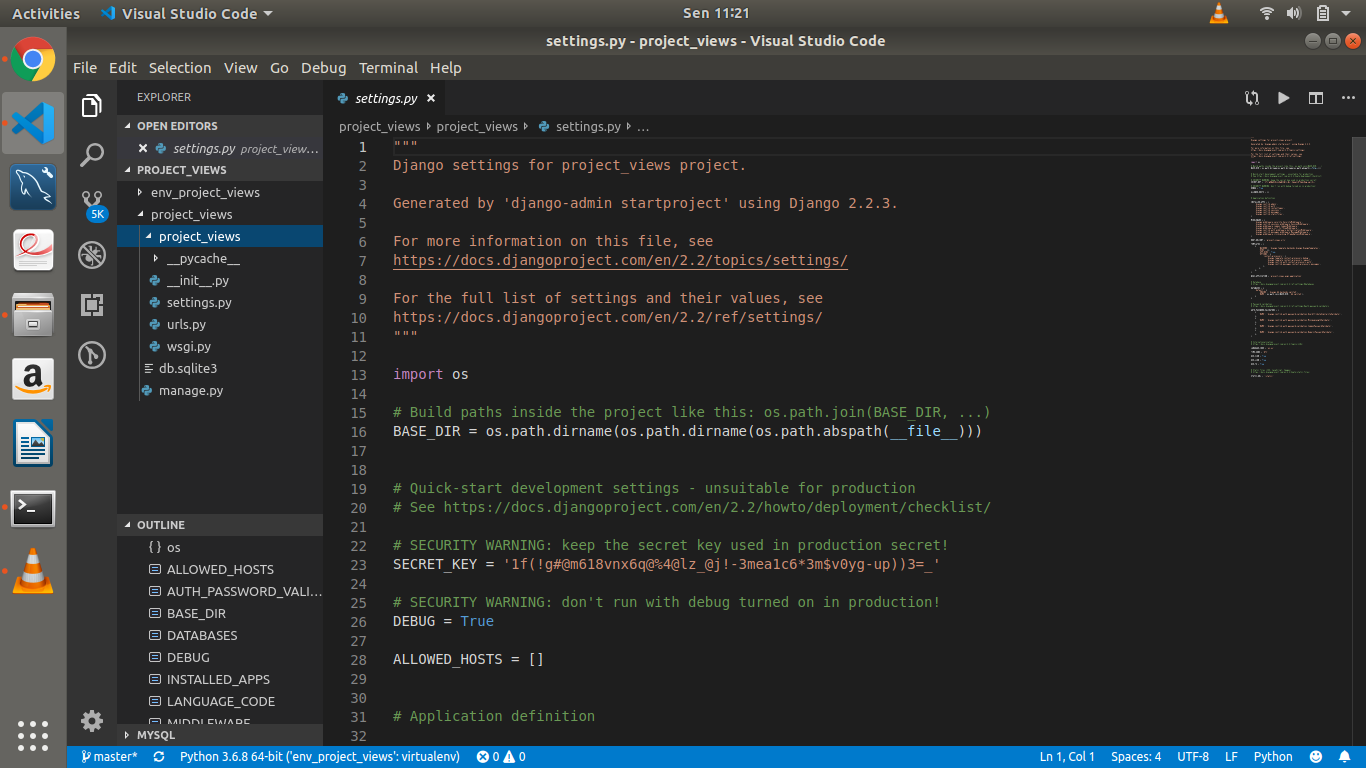 Activities
Visual Studio Code
Sen 11:21
settings.py - project_views - Visual Studio Code
File Edit Selection View Go Debug Terminal Help
EXPLORER
OPEN EDITORS
settings.py project_view...
PROJECT_VIEWS
env_project_views
project_views
project_views
__pycache__
__init__.py
settings.py
urls.py
wsgi.py
db.sqlite3
manage.py
5K
OUTLINE
{ } os
ALLOWED_HOSTS
AUTH_PASSWORD_VALI...
BASE_DIR
DATABASES
DEBUG
INSTALLED_APPS
LANGUAGE_CODE
MIDDLEWARE
MYSQL
settings.py
project_views project_views settings.py ...
1 """
2 Django settings for project_views project.
3
4 Generated by 'django-admin startproject' using Django 2.2.3.
5
6 For more information on this file, see
7 https://docs.djangoproject.com/en/2.2/topics/settings/
8
9 For the full list of settings and their values, see
10 https://docs.djangoproject.com/en/2.2/ref/settings/
11 """
12
13 import os
14
15 # Build paths inside the project like this: os.path.join(BASE_DIR, ...)
16 BASE_DIR = os.path.dirname(os.path.dirname(os.path.abspath(__file__)))
17
18
19 # Quick-start development settings - unsuitable for production
20 # See https://docs.djangoproject.com/en/2.2/howto/deployment/checklist/
21
22 # SECURITY WARNING: keep the secret key used in production secret!
23 SECRET_KEY = '1f(!g#@m618vnx6q@%4@lz_@j!-3mea1c6*3m$v0yg-up))3=_'
24
25 # SECURITY WARNING: don't run with debug turned on in production!
26 DEBUG = True
27
28 ALLOWED_HOSTS = []
29
30
31 # Application definition
32
master* Python 3.6.8 64-bit ('env_project_views': virtualenv) 0 0
Ln 1, Col 1 Spaces: 4 UTF-8 LF Python